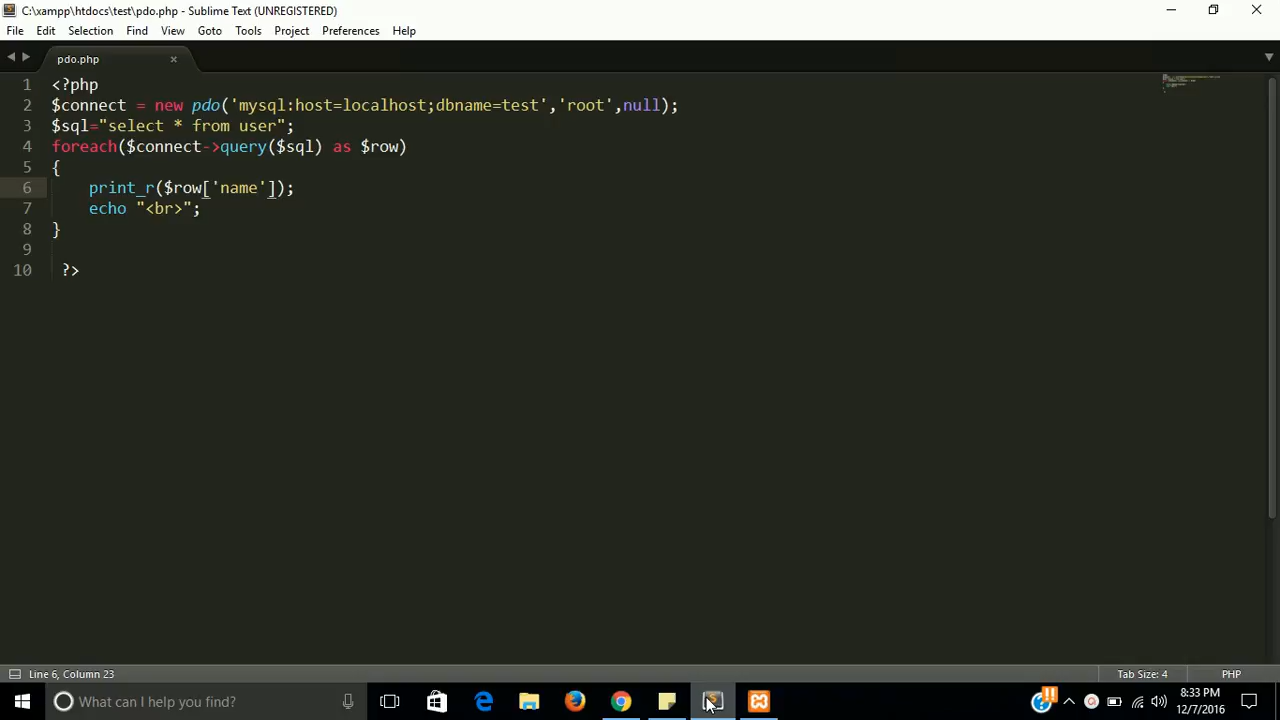 C:\xampp\htdocs\test\pdo.php - Sublime Text (UNREGISTERED)
File Edit Selection Find View Goto Tools Project Preferences Help
pdo.php
1 <?php
2 $connect = new pdo('mysql:host=localhost;dbname=test','root',null);
3 $sql="select * from user";
4 foreach($connect->query($sql) as $row)
5 {
6     print_r($row['name']);
7     echo "<br>";
8 }
9
10  ?>
Line 6, Column 23
Tab Size: 4
PHP
What can I help you find?
8:33 PM
12/7/2016